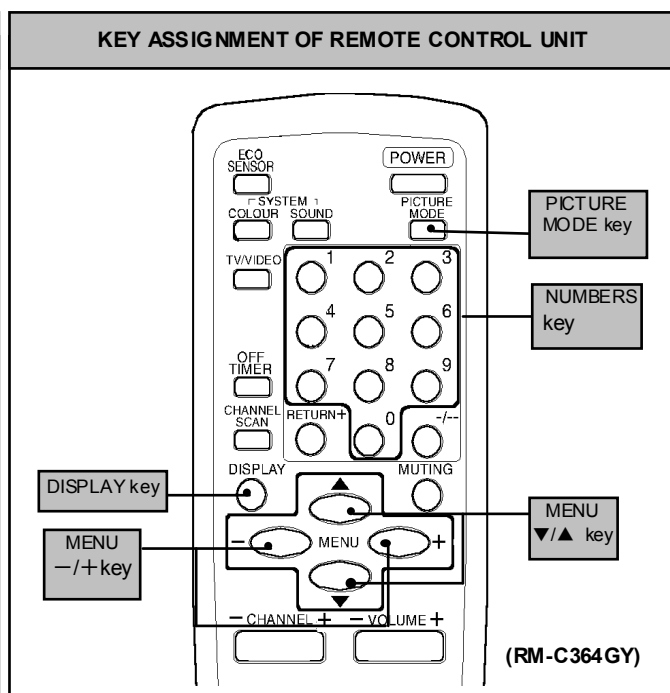 KEY ASSIGNMENT OF REMOTE CONTROL UNIT
ECO
SENSOR
POWER
SYSTEM
COLOUR SOUND
PICTURE
MODE
PICTURE
MODE key
TV/VIDEO
1 2 3
NUMBERS
key
4 5 6
OFF
TIMER
7 8 9
CHANNEL
SCAN
RETURN+ 0 -/--
DISPLAY
MUTING
DISPLAY key
▲
MENU
▼/▲ key
MENU
－/＋key
− MENU +
▼
− CHANNEL + − VOLUME +
(RM-C364GY)